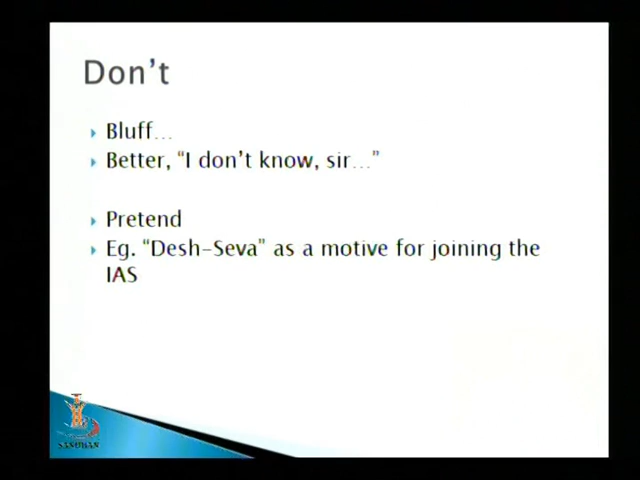 Don't
Bluff...
Better, "I don't know, sir..."
Pretend
Eg. "Desh-Seva" as a motive for joining the
IAS